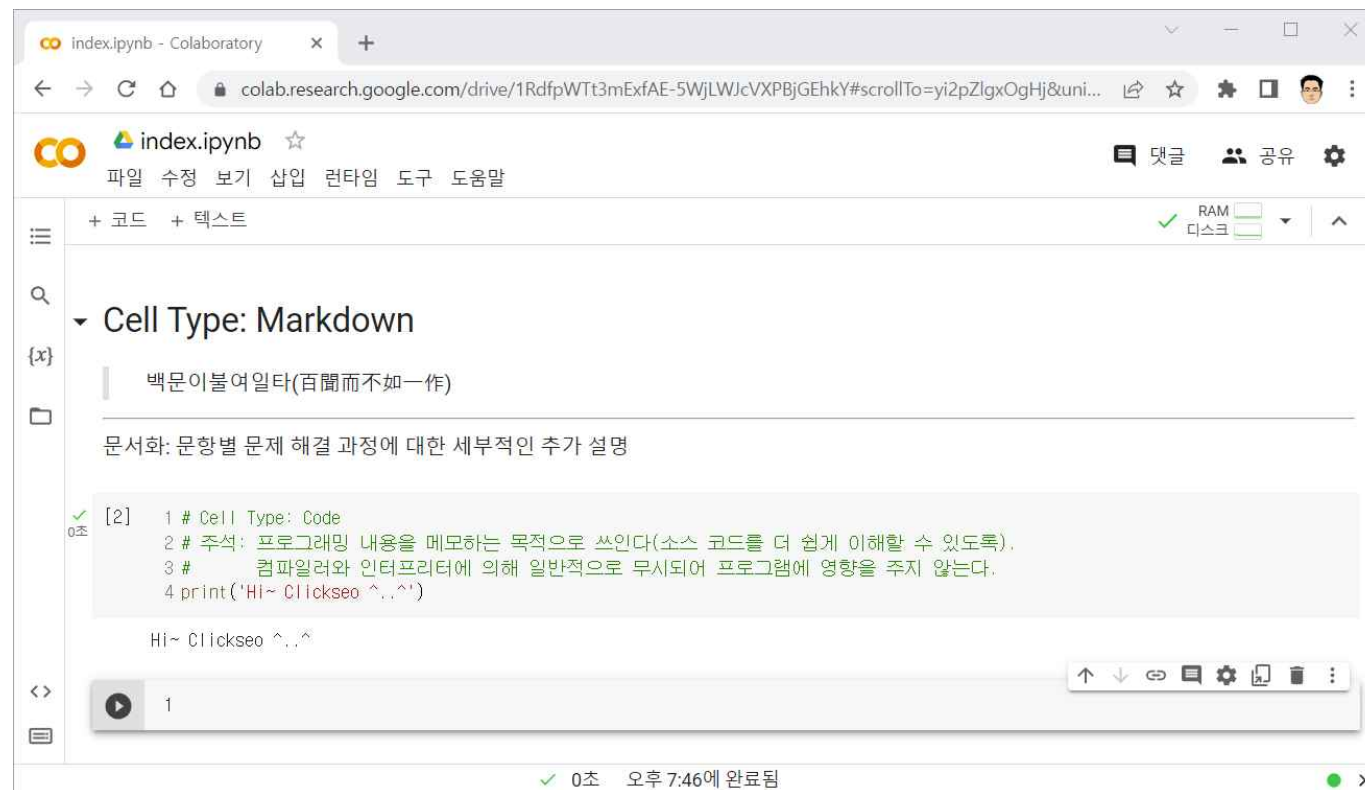 index.ipynb - Colaboratory
colab.research.google.com/drive/1RdfpWTt3mExfAE-5WjLWJcVXPBjGEhkY#scrollTo=yi2pZlgxOgHj&uni...
index.ipynb
댓글 공유
파일 수정 보기 삽입 런타임 도구 도움말
+ 코드 + 텍스트
RAM
디스크
Cell Type: Markdown
{x}
백문이불여일타(百聞而不如一作)
문서화: 문항별 문제 해결 과정에 대한 세부적인 추가 설명
0초
[2]
1 # Cell Type: Code
2 # 주석: 프로그래밍 내용을 메모하는 목적으로 쓰인다(소스 코드를 더 쉽게 이해할 수 있도록).
3 # 컴파일러와 인터프리터에 의해 일반적으로 무시되어 프로그램에 영향을 주지 않는다.
4 print('Hi~ Clickseo ^..^')
Hi~ Clickseo ^..^
1
0초 오후 7:46에 완료됨